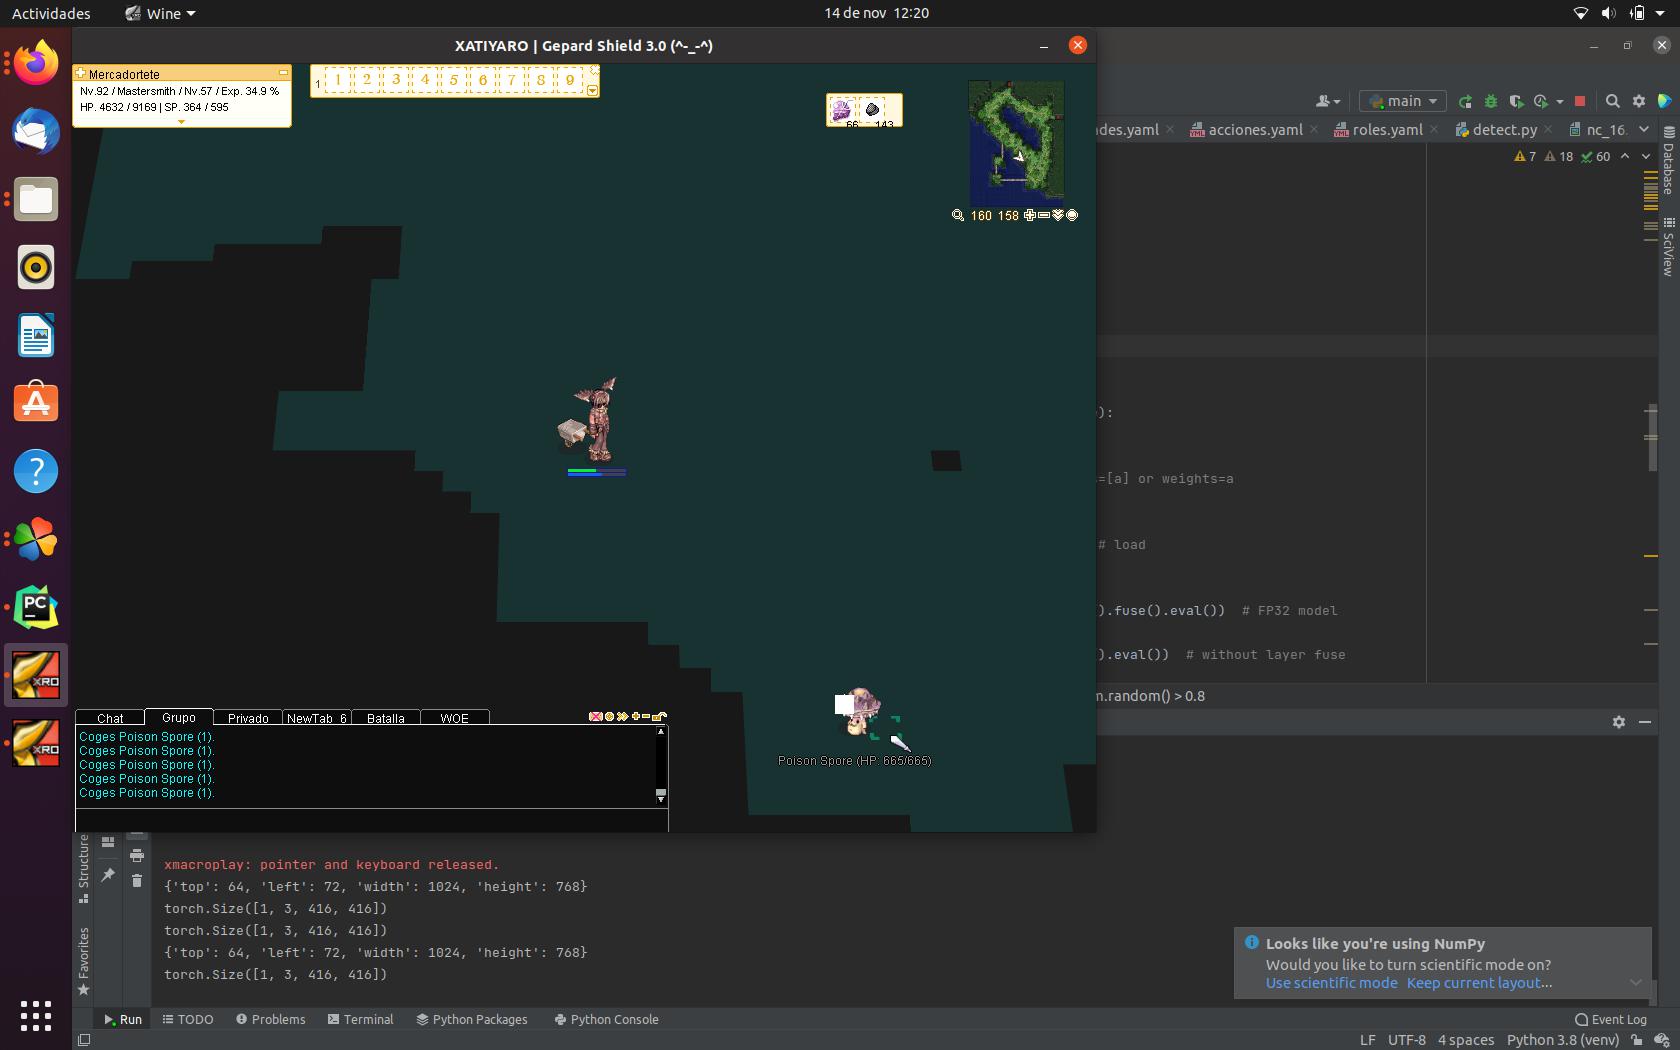 Actividades
Wine
14 de nov 12:20
XATIYARO | Gepard Shield 3.0 (^-_-^)
Mercadortete
Nv.92 / Mastersmith / Nv.57 / Exp. 34.9 %
HP. 4632 / 9169 | SP. 364 / 595
1 1 2 3 4 5 6 7 8 9
66 143
160 158
main
des.yaml
acciones.yaml
roles.yaml
detect.py
nc_16.
7 18 60
Database
SciView
):
=[a] or weights=a
# load
).fuse().eval()) # FP32 model
).eval()) # without layer fuse
m.random() > 0.8
Poison Spore (HP: 665/665)
Chat Grupo Privado NewTab_6 Batalla WOE
Coges Poison Spore (1).
Coges Poison Spore (1).
Coges Poison Spore (1).
Coges Poison Spore (1).
Coges Poison Spore (1).
Structure
Favorites
xmacroplay: pointer and keyboard released.
{'top': 64, 'left': 72, 'width': 1024, 'height': 768}
torch.Size([1, 3, 416, 416])
torch.Size([1, 3, 416, 416])
{'top': 64, 'left': 72, 'width': 1024, 'height': 768}
torch.Size([1, 3, 416, 416])
Looks like you're using NumPy
Would you like to turn scientific mode on?
Use scientific mode Keep current layout...
PC
XRO
XRO
Run TODO Problems Terminal Python Packages Python Console
Event Log
LF UTF-8 4 spaces Python 3.8 (venv)